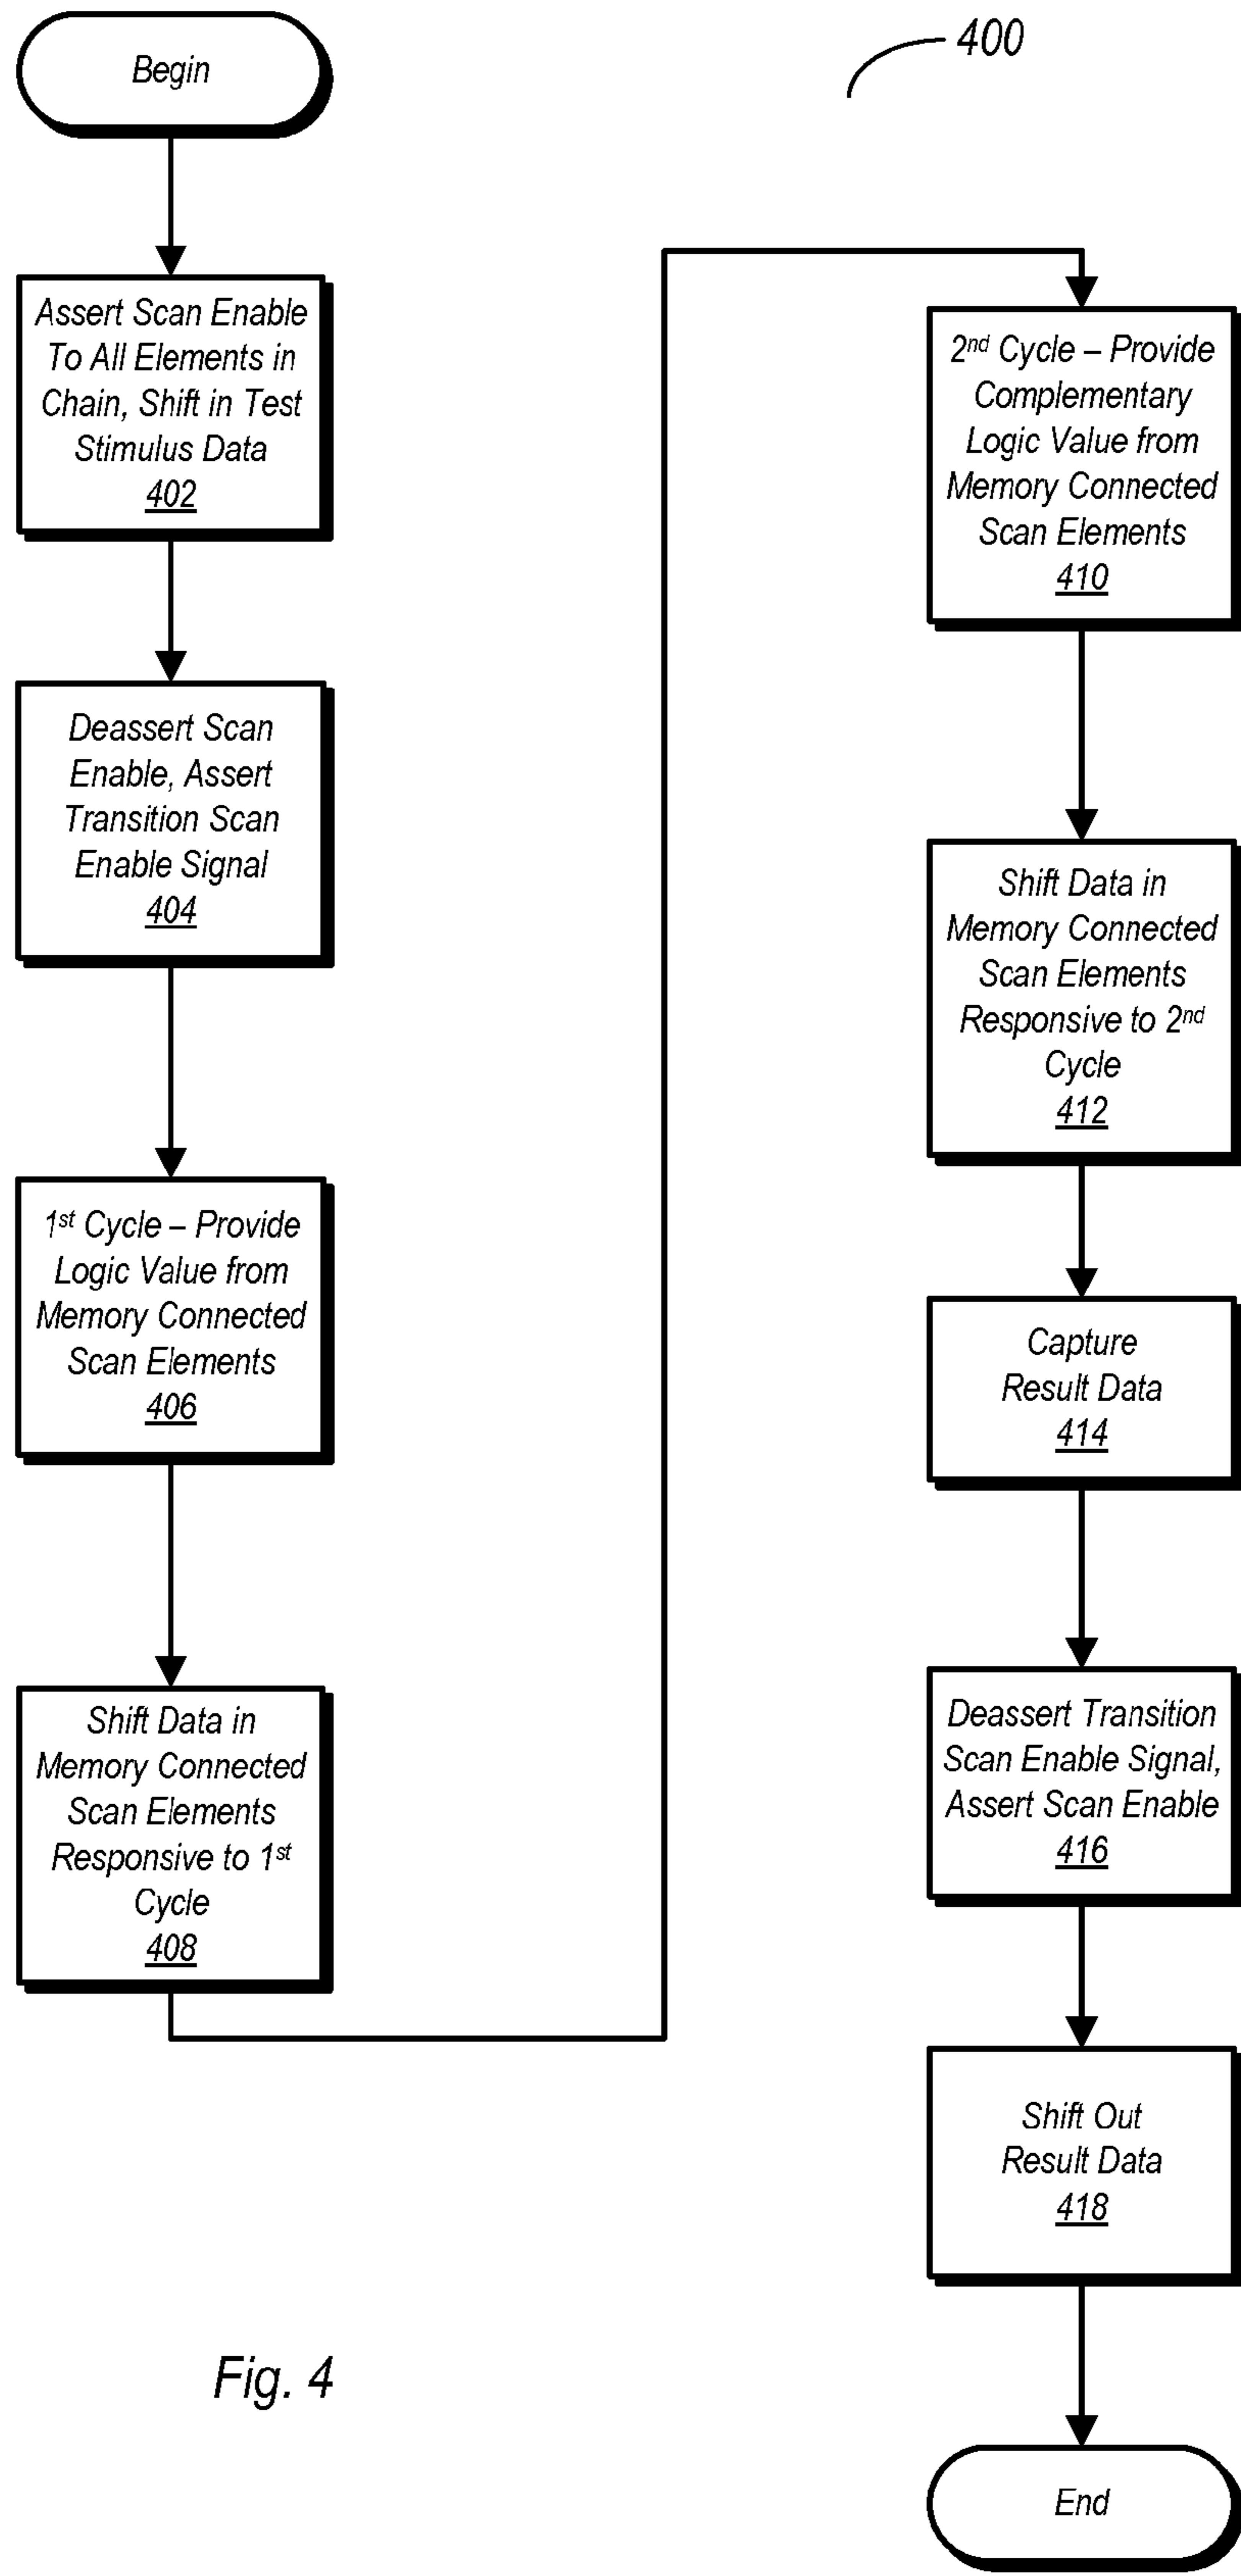 Begin
Assert Scan Enable
To All Elements in
Chain, Shift in Test
Stimulus Data
402
Deassert Scan
Enable, Assert
Transition Scan
Enable Signal
404
1st Cycle – Provide
Logic Value from
Memory Connected
Scan Elements
406
Shift Data in
Memory Connected
Scan Elements
Responsive to 1st
Cycle
408
400
2nd Cycle – Provide
Complementary
Logic Value from
Memory Connected
Scan Elements
410
Shift Data in
Memory Connected
Scan Elements
Responsive to 2nd
Cycle
412
Capture
Result Data
414
Deassert Transition
Scan Enable Signal,
Assert Scan Enable
416
Shift Out
Result Data
418
End
Fig. 4